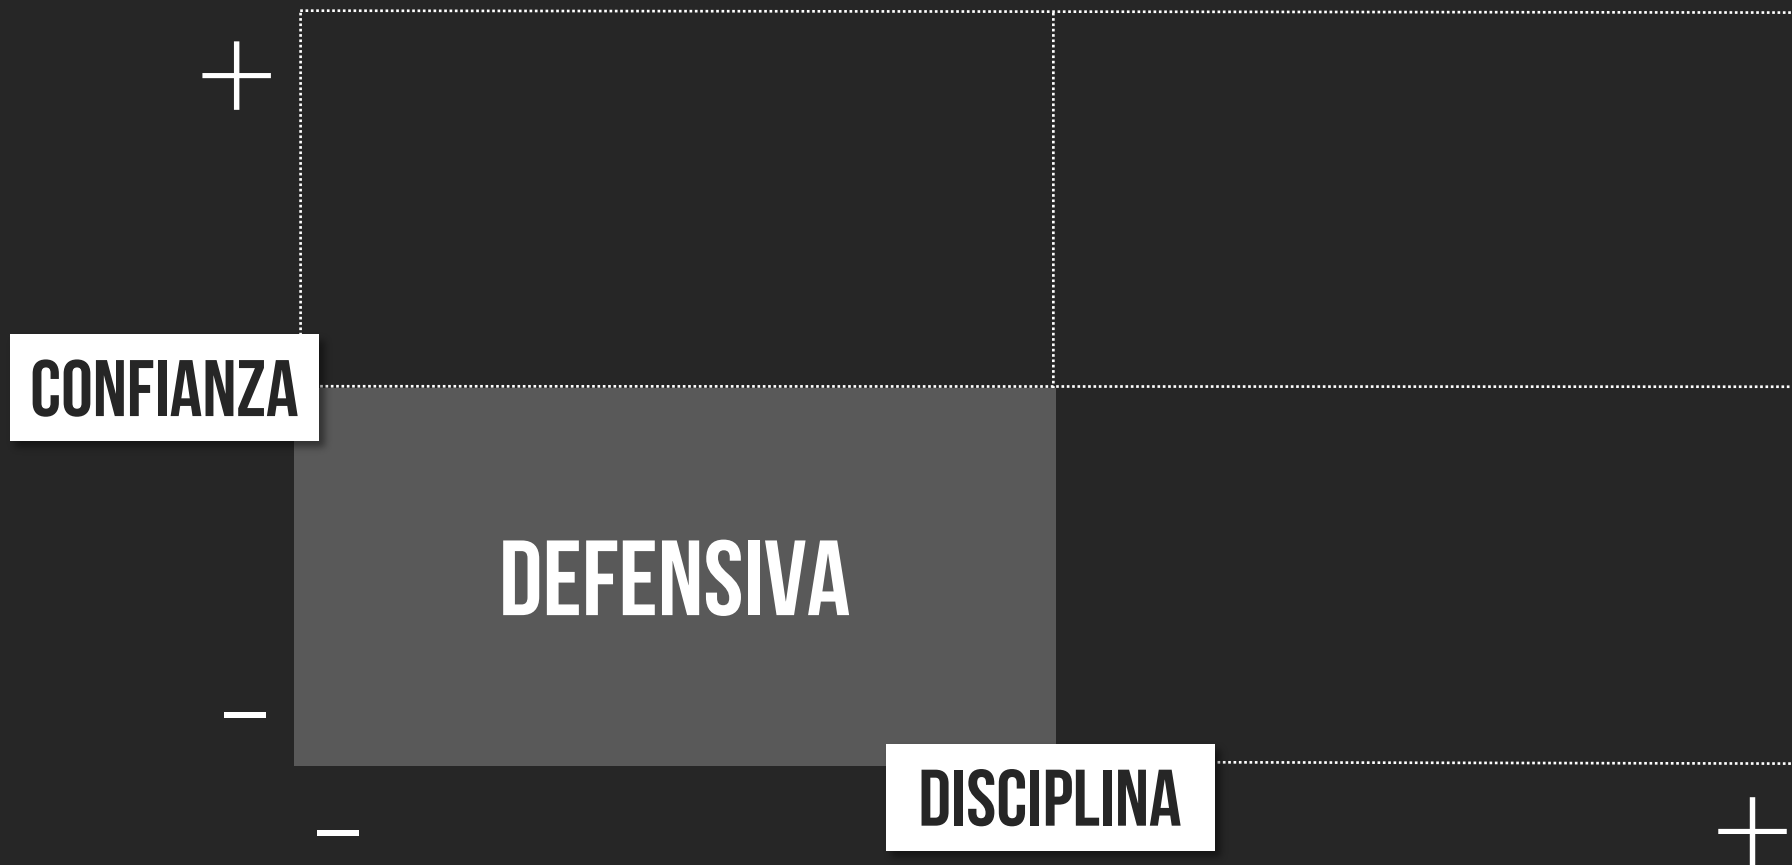 +
CONFIANZA
DEFENSIVA
–
DISCIPLINA
– +